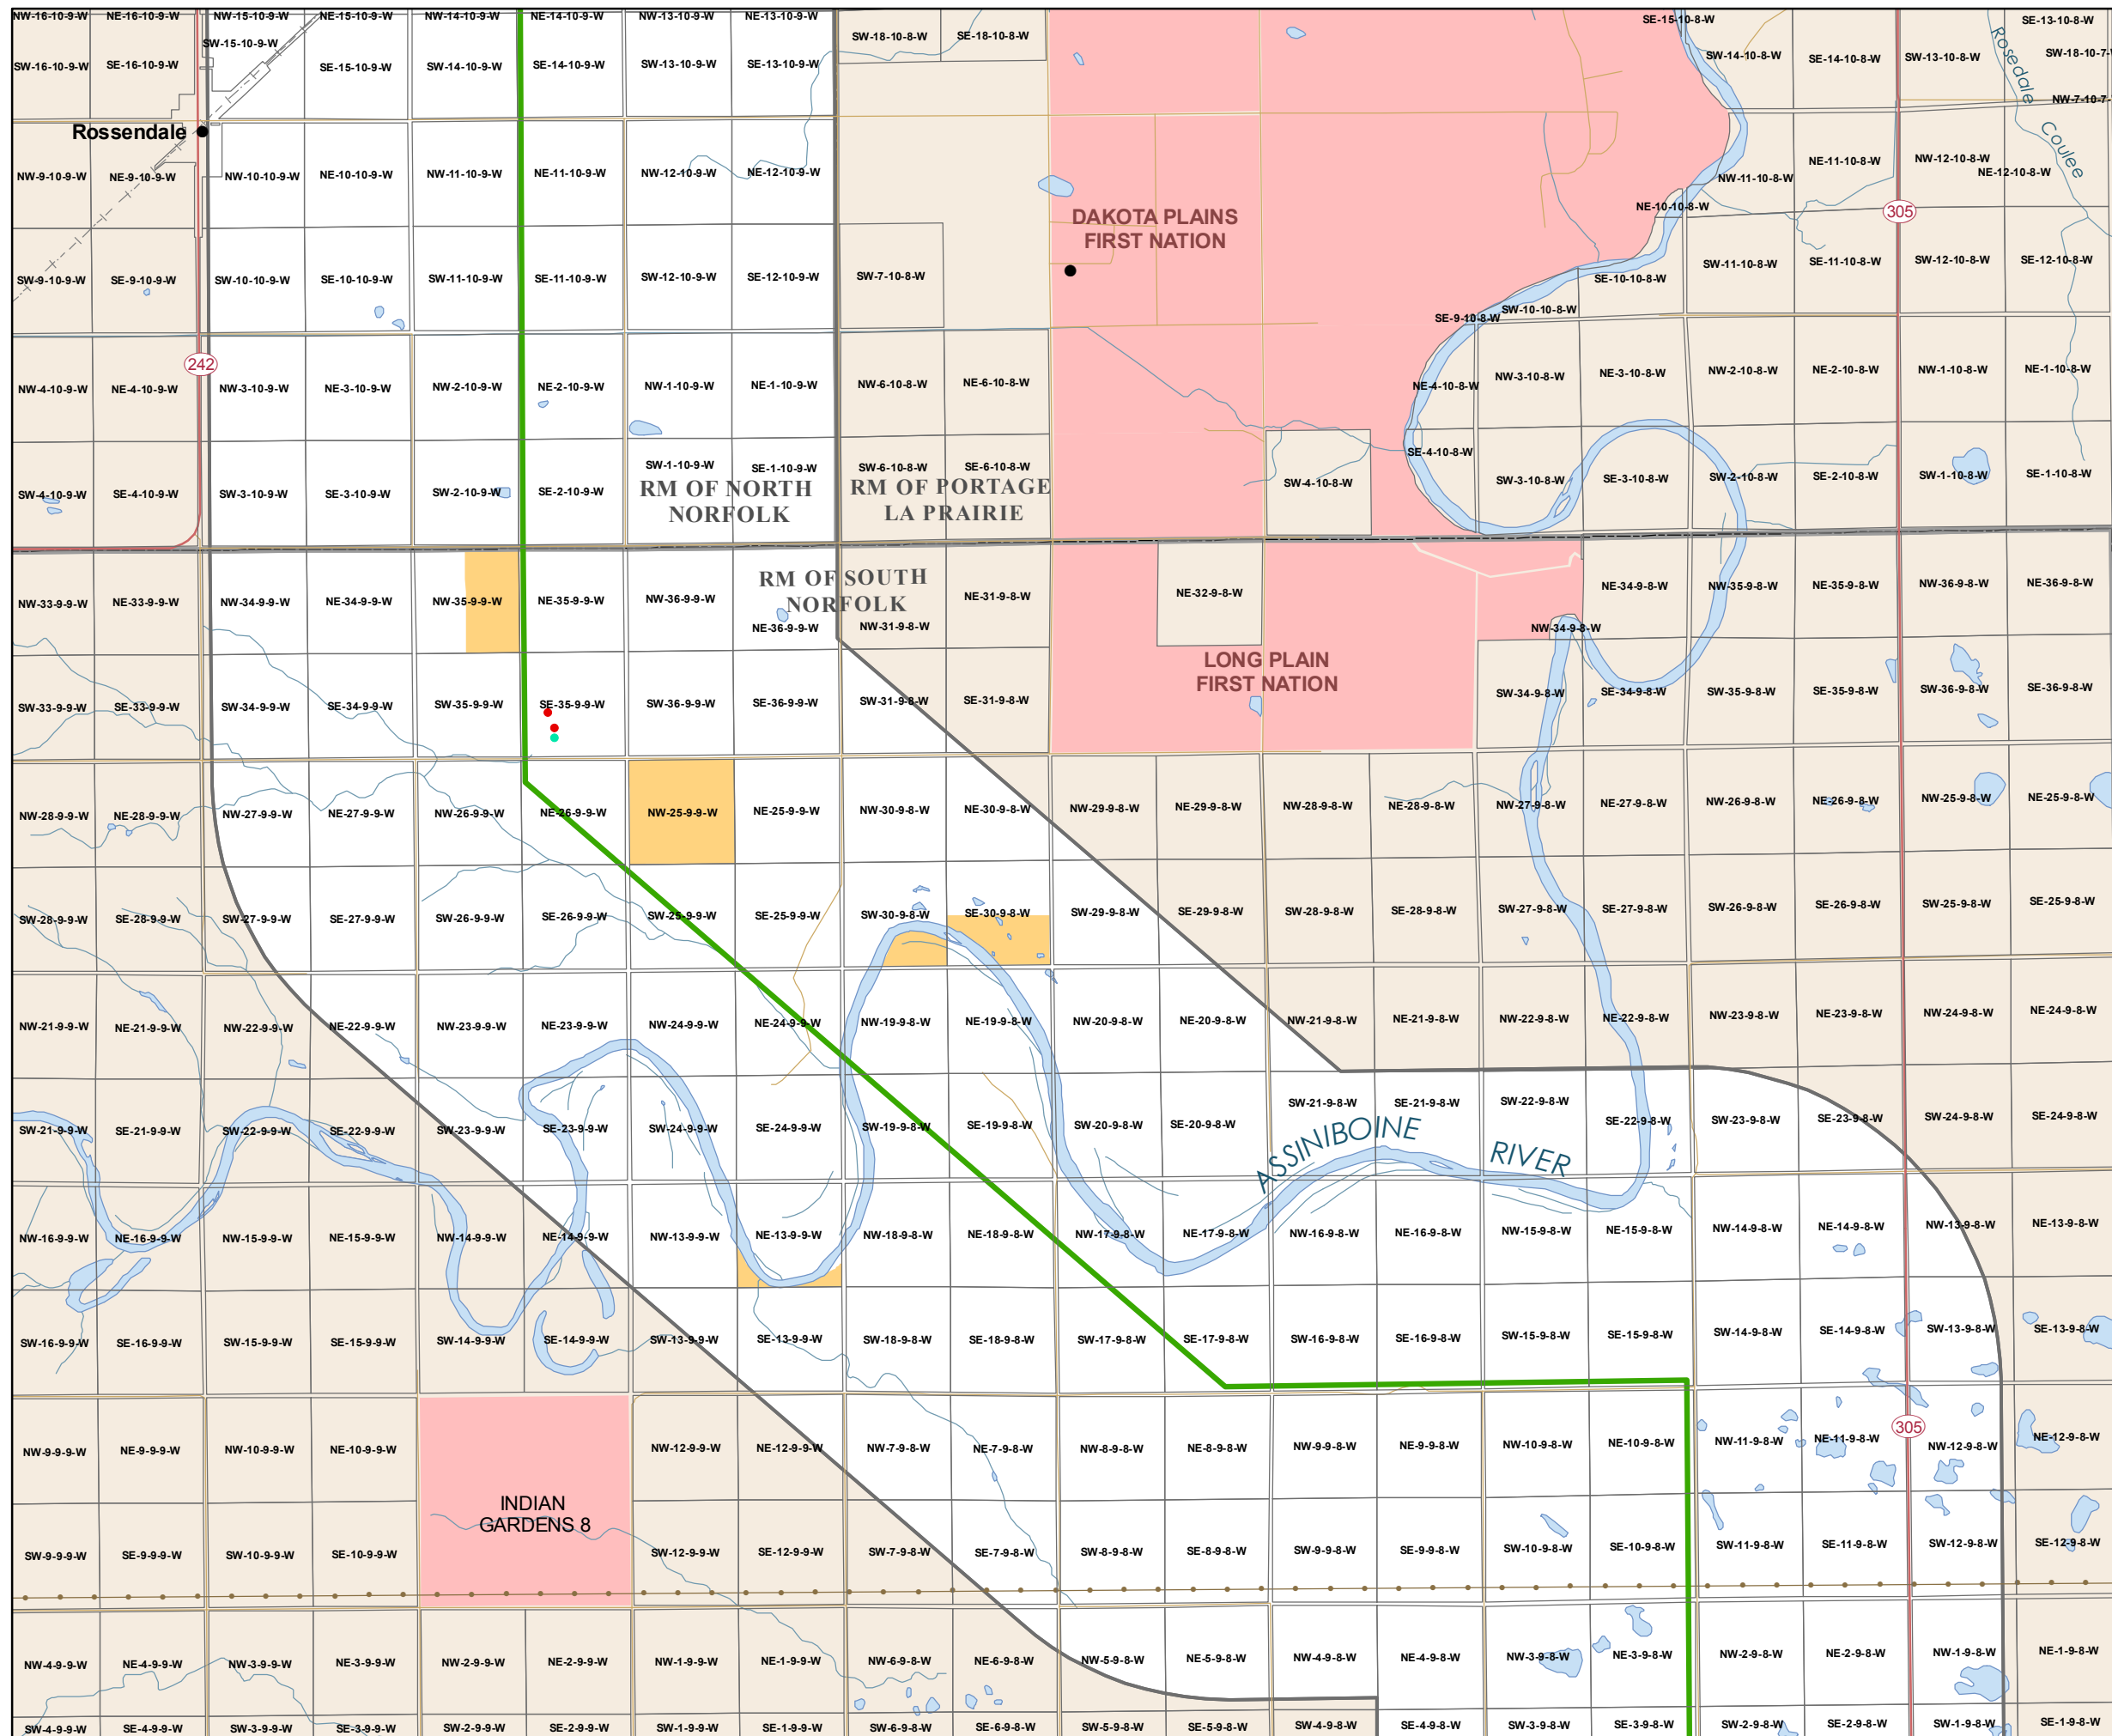 NW-16-10-9-W NE-16-10-9-W NW-15-10-9-W NE-15-10-9-W NW-14-10-9-W NE-14-10-9-W NW-13-10-9-W NE-13-10-9-W SE-15-10-8-W SE-13-10-8-W
SW-15-10-9-W SW-18-10-8-W SE-18-10-8-W
SW-16-10-9-W SE-16-10-9-W SE-15-10-9-W SW-14-10-9-W SE-14-10-9-W SW-13-10-9-W SE-13-10-9-W SW-14-10-8-W SE-14-10-8-W SW-13-10-8-W SW-18-10-7-
Rosedale
Coulee
NW-7-10-7-
Rossendale
NW-9-10-9-W NE-9-10-9-W NW-10-10-9-W NE-10-10-9-W NW-11-10-9-W NE-11-10-9-W NW-12-10-9-W NE-12-10-9-W NW-11-10-8-W NE-11-10-8-W NW-12-10-8-W NE-12-10-8-W
NE-10-10-8-W
305
DAKOTA PLAINS
FIRST NATION
SW-9-10-9-W SE-9-10-9-W SW-10-10-9-W SE-10-10-9-W SW-11-10-9-W SE-11-10-9-W SW-12-10-9-W SE-12-10-9-W SW-7-10-8-W SE-10-10-8-W SW-11-10-8-W SE-11-10-8-W SW-12-10-8-W SE-12-10-8-W
SE-9-10-8-W SW-10-10-8-W
242
NW-4-10-9-W NE-4-10-9-W NW-3-10-9-W NE-3-10-9-W NW-2-10-9-W NE-2-10-9-W NW-1-10-9-W NE-1-10-9-W NW-6-10-8-W NE-6-10-8-W NE-4-10-8-W NW-3-10-8-W NE-3-10-8-W NW-2-10-8-W NE-2-10-8-W NW-1-10-8-W NE-1-10-8-W
SW-4-10-9-W SE-4-10-9-W SW-3-10-9-W SE-3-10-9-W SW-2-10-9-W SE-2-10-9-W SW-1-10-9-W SE-1-10-9-W SW-6-10-8-W SE-6-10-8-W SW-4-10-8-W SE-4-10-8-W SW-3-10-8-W SE-3-10-8-W SW-2-10-8-W SE-2-10-8-W SW-1-10-8-W SE-1-10-8-W
RM OF NORTH
NORFOLK
RM OF PORTAGE
LA PRAIRIE
RM OF SOUTH
NORFOLK
NW-33-9-9-W NE-33-9-9-W NW-34-9-9-W NE-34-9-9-W NW-35-9-9-W NE-35-9-9-W NW-36-9-9-W NE-36-9-9-W NW-31-9-8-W NE-31-9-8-W NE-32-9-8-W NW-34-9-8-W NE-34-9-8-W NW-35-9-8-W NE-35-9-8-W NW-36-9-8-W NE-36-9-8-W
LONG PLAIN
FIRST NATION
SW-33-9-9-W SE-33-9-9-W SW-34-9-9-W SE-34-9-9-W SW-35-9-9-W SE-35-9-9-W SW-36-9-9-W SE-36-9-9-W SW-31-9-8-W SE-31-9-8-W SW-34-9-8-W SE-34-9-8-W SW-35-9-8-W SE-35-9-8-W SW-36-9-8-W SE-36-9-8-W
NW-28-9-9-W NE-28-9-9-W NW-27-9-9-W NE-27-9-9-W NW-26-9-9-W NE-26-9-9-W NW-25-9-9-W NE-25-9-9-W NW-30-9-8-W NE-30-9-8-W NW-29-9-8-W NE-29-9-8-W NW-28-9-8-W NE-28-9-8-W NW-27-9-8-W NE-27-9-8-W NW-26-9-8-W NE-26-9-8-W NW-25-9-8-W NE-25-9-8-W
SW-28-9-9-W SE-28-9-9-W SW-27-9-9-W SE-27-9-9-W SW-26-9-9-W SE-26-9-9-W SW-25-9-9-W SE-25-9-9-W SW-30-9-8-W SE-30-9-8-W SW-29-9-8-W SE-29-9-8-W SW-28-9-8-W SE-28-9-8-W SW-27-9-8-W SE-27-9-8-W SW-26-9-8-W SE-26-9-8-W SW-25-9-8-W SE-25-9-8-W
NW-21-9-9-W NE-21-9-9-W NW-22-9-9-W NE-22-9-9-W NW-23-9-9-W NE-23-9-9-W NW-24-9-9-W NE-24-9-9-W NW-19-9-8-W NE-19-9-8-W NW-20-9-8-W NE-20-9-8-W NW-21-9-8-W NE-21-9-8-W NW-22-9-8-W NE-22-9-8-W NW-23-9-8-W NE-23-9-8-W NW-24-9-8-W NE-24-9-8-W
SW-21-9-9-W SE-21-9-9-W SW-22-9-9-W SE-22-9-9-W SW-23-9-9-W SE-23-9-9-W SW-24-9-9-W SE-24-9-9-W SW-19-9-8-W SE-19-9-8-W SW-20-9-8-W SE-20-9-8-W SW-21-9-8-W SE-21-9-8-W SW-22-9-8-W SE-22-9-8-W SW-23-9-8-W SE-23-9-8-W SW-24-9-8-W SE-24-9-8-W
ASSINIBOINE RIVER
NW-16-9-9-W NE-16-9-9-W NW-15-9-9-W NE-15-9-9-W NW-14-9-9-W NE-14-9-9-W NW-13-9-9-W NE-13-9-9-W NW-18-9-8-W NE-18-9-8-W NW-17-9-8-W NE-17-9-8-W NW-16-9-8-W NE-16-9-8-W NW-15-9-8-W NE-15-9-8-W NW-14-9-8-W NE-14-9-8-W NW-13-9-8-W NE-13-9-8-W
SW-16-9-9-W SE-16-9-9-W SW-15-9-9-W SE-15-9-9-W SW-14-9-9-W SE-14-9-9-W SW-13-9-9-W SE-13-9-9-W SW-18-9-8-W SE-18-9-8-W SW-17-9-8-W SE-17-9-8-W SW-16-9-8-W SE-16-9-8-W SW-15-9-8-W SE-15-9-8-W SW-14-9-8-W SE-14-9-8-W SW-13-9-8-W SE-13-9-8-W
305
NW-9-9-9-W NE-9-9-9-W NW-10-9-9-W NE-10-9-9-W NW-12-9-9-W NE-12-9-9-W NW-7-9-8-W NE-7-9-8-W NW-8-9-8-W NE-8-9-8-W NW-9-9-8-W NE-9-9-8-W NW-10-9-8-W NE-10-9-8-W NW-11-9-8-W NE-11-9-8-W NW-12-9-8-W NE-12-9-8-W
INDIAN
GARDENS 8
SW-9-9-9-W SE-9-9-9-W SW-10-9-9-W SE-10-9-9-W SW-12-9-9-W SE-12-9-9-W SW-7-9-8-W SE-7-9-8-W SW-8-9-8-W SE-8-9-8-W SW-9-9-8-W SE-9-9-8-W SW-10-9-8-W SE-10-9-8-W SW-11-9-8-W SE-11-9-8-W SW-12-9-8-W SE-12-9-8-W
NW-4-9-9-W NE-4-9-9-W NW-3-9-9-W NE-3-9-9-W NW-2-9-9-W NE-2-9-9-W NW-1-9-9-W NE-1-9-9-W NW-6-9-8-W NE-6-9-8-W NW-5-9-8-W NE-5-9-8-W NW-4-9-8-W NE-4-9-8-W NW-3-9-8-W NE-3-9-8-W NW-2-9-8-W NE-2-9-8-W NW-1-9-8-W NE-1-9-8-W
SW-4-9-9-W SE-4-9-9-W SW-3-9-9-W SE-3-9-9-W SW-2-9-9-W SE-2-9-9-W SW-1-9-9-W SE-1-9-9-W SW-6-9-8-W SE-6-9-8-W SW-5-9-8-W SE-5-9-8-W SW-4-9-8-W SE-4-9-8-W SW-3-9-8-W SE-3-9-8-W SW-2-9-8-W SE-2-9-8-W SW-1-9-8-W SE-1-9-8-W